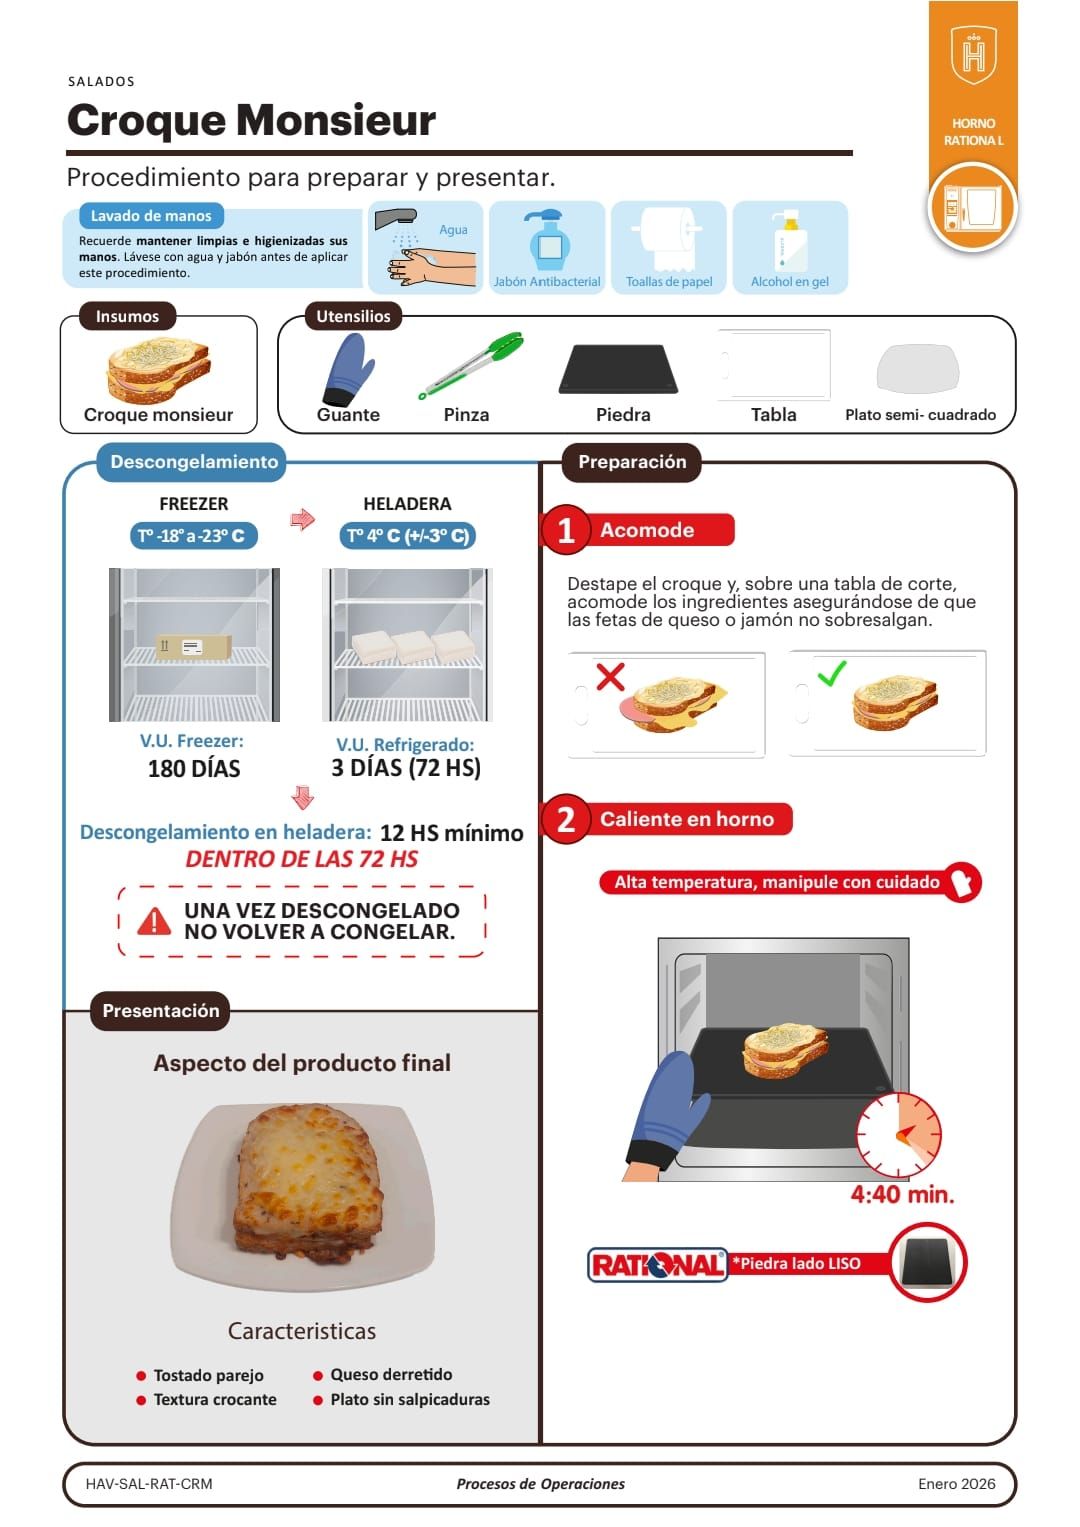 SALADOS
Croque Monsieur
Procedimiento para preparar y presentar.
HORNO
RATIONA L
Lavado de manos
Recuerde mantener limpias e higienizadas sus
manos. Lávese con agua y jabón antes de aplicar
este procedimiento.
Agua
Jabón Antibacterial
Toallas de papel
Alcohol en gel
Insumos
Croque monsieur
Utensilios
Guante
Pinza
Piedra
Tabla
Plato semi- cuadrado
Descongelamiento
FREEZER
HELADERA
Tº -18° a -23º C
Tº 4º C (+/-3º C)
V.U. Freezer:
180 DÍAS
V.U. Refrigerado:
3 DÍAS (72 HS)
Descongelamiento en heladera: 12 HS mínimo
DENTRO DE LAS 72 HS
UNA VEZ DESCONGELADO
NO VOLVER A CONGELAR.
Presentación
Aspecto del producto final
Caracteristicas
Tostado parejo
Queso derretido
Textura crocante
Plato sin salpicaduras
Preparación
1 Acomode
Destape el croque y, sobre una tabla de corte,
acomode los ingredientes asegurándose de que
las fetas de queso o jamón no sobresalgan.
2 Caliente en horno
Alta temperatura, manipule con cuidado
4:40 min.
RATIONAL *Piedra lado LISO
HAV-SAL-RAT-CRM
Procesos de Operaciones
Enero 2026